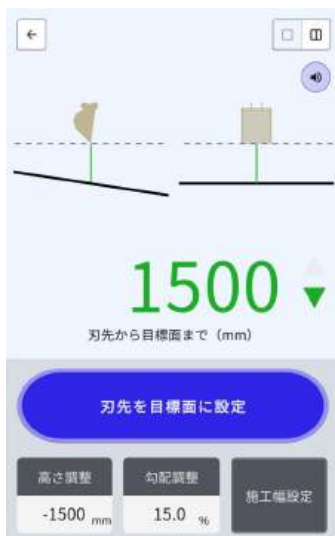 1500
刃先から目標面まで（mm）
刃先を目標面に設定
高さ調整
-1500 mm
勾配調整
15.0 %
施工幅設定